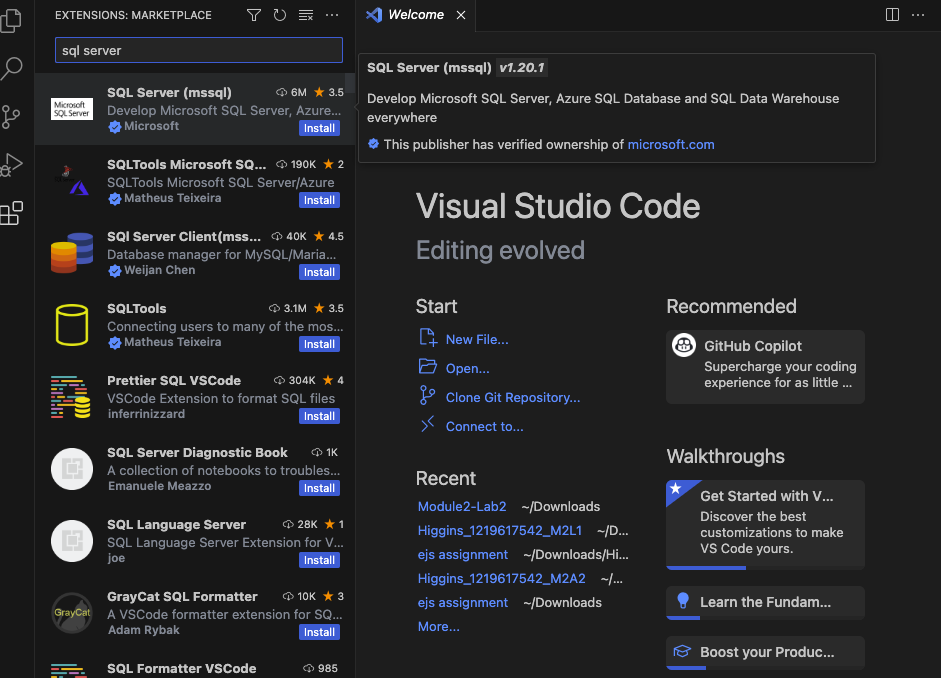 EXTENSIONS: MARKETPLACE
sql server
Microsoft
SQL Server
SQL Server (mssql) 6M 3.5
Develop Microsoft SQL Server, Azure...
Microsoft Install
SQLTools Microsoft SQ... 190K 2
SQLTools Microsoft SQL Server/Azure
Matheus Teixeira Install
SQl Server Client(mss... 40K 4.5
Database manager for MySQL/Maria...
Weijan Chen Install
SQLTools 3.1M 3.5
Connecting users to many of the mos...
Matheus Teixeira Install
Prettier SQL VSCode 304K 4
VSCode Extension to format SQL files
inferrinizzard Install
SQL Server Diagnostic Book 1K
A collection of notebooks to troubles...
Emanuele Meazzo Install
SQL Language Server 28K 1
SQL Language Server Extension for V...
joe Install
GrayCat
GrayCat SQL Formatter 10K 3
A VSCode formatter extension for SQ...
Adam Rybak Install
SQL Formatter VSCode 985
Welcome
SQL Server (mssql) v1.20.1
Develop Microsoft SQL Server, Azure SQL Database and SQL Data Warehouse
everywhere
This publisher has verified ownership of microsoft.com
Visual Studio Code
Editing evolved
Start
New File...
Open...
Clone Git Repository...
Connect to...
Recent
Module2-Lab2 ~/Downloads
Higgins_1219617542_M2L1 ~/D...
ejs assignment ~/Downloads/Hi...
Higgins_1219617542_M2A2 ~/...
ejs assignment ~/Downloads
More...
Recommended
GitHub Copilot
Supercharge your coding
experience for as little ...
Walkthroughs
Get Started with V...
Discover the best
customizations to make
VS Code yours.
Learn the Fundam...
Boost your Produc...